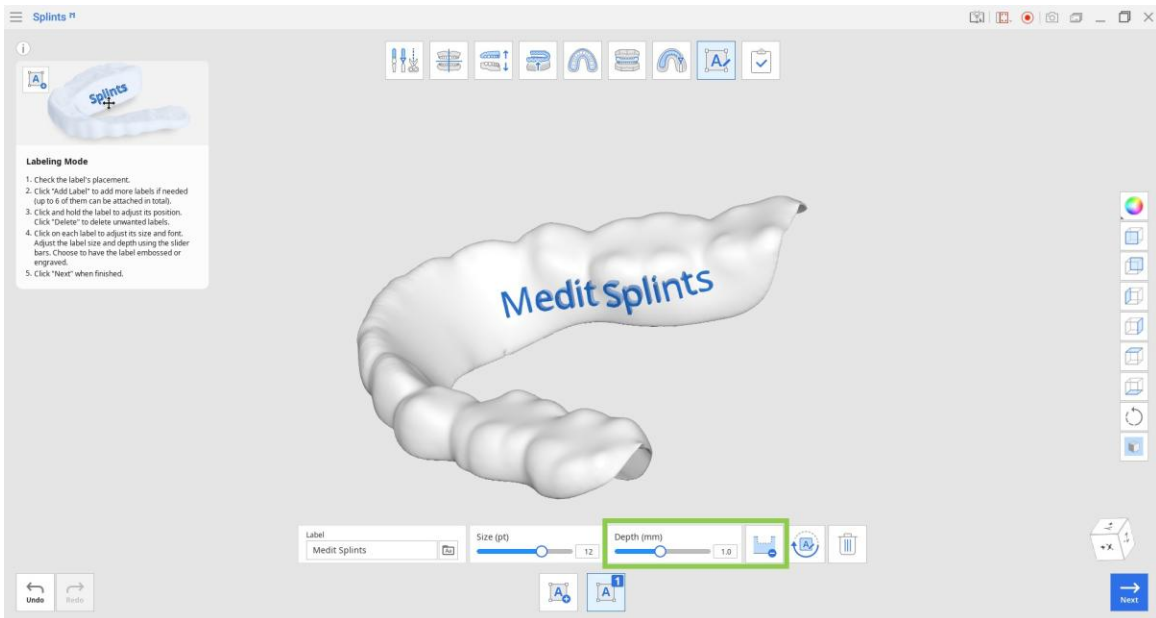 Splints
Splints
Labeling Mode
1. Check the label's placement.
2. Click "Add Label" to add more labels if needed
(up to 6 of them can be attached in total).
3. Click and hold the label to adjust its position.
Click "Delete" to delete unwanted labels.
4. Click on each label to adjust its size and font.
Adjust the label size and depth using the slider
bars. Choose to have the label embossed or
engraved.
5. Click "Next" when finished.
Medit Splints
Label
Medit Splints
Size (pt)
12
Depth (mm)
1.0
+X
Undo
Redo
A
A 1
Next